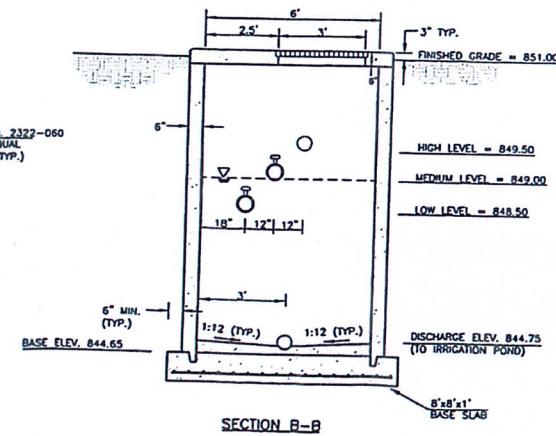 6'
2.5'
3'
3" TYP.
FINISHED GRADE = 851.00
6"
2322-060
UAL
TYP.)
6"
HIGH LEVEL = 849.50
MEDIUM LEVEL = 849.00
LOW LEVEL = 848.50
18"
12"
12"
3'
6" MIN.
(TYP.)
1:12 (TYP.)
1:12 (TYP.)
BASE ELEV. 844.65
DISCHARGE ELEV. 844.75
(TO IRRIGATION POND)
8'x8'x1'
BASE SLAB
SECTION B-B